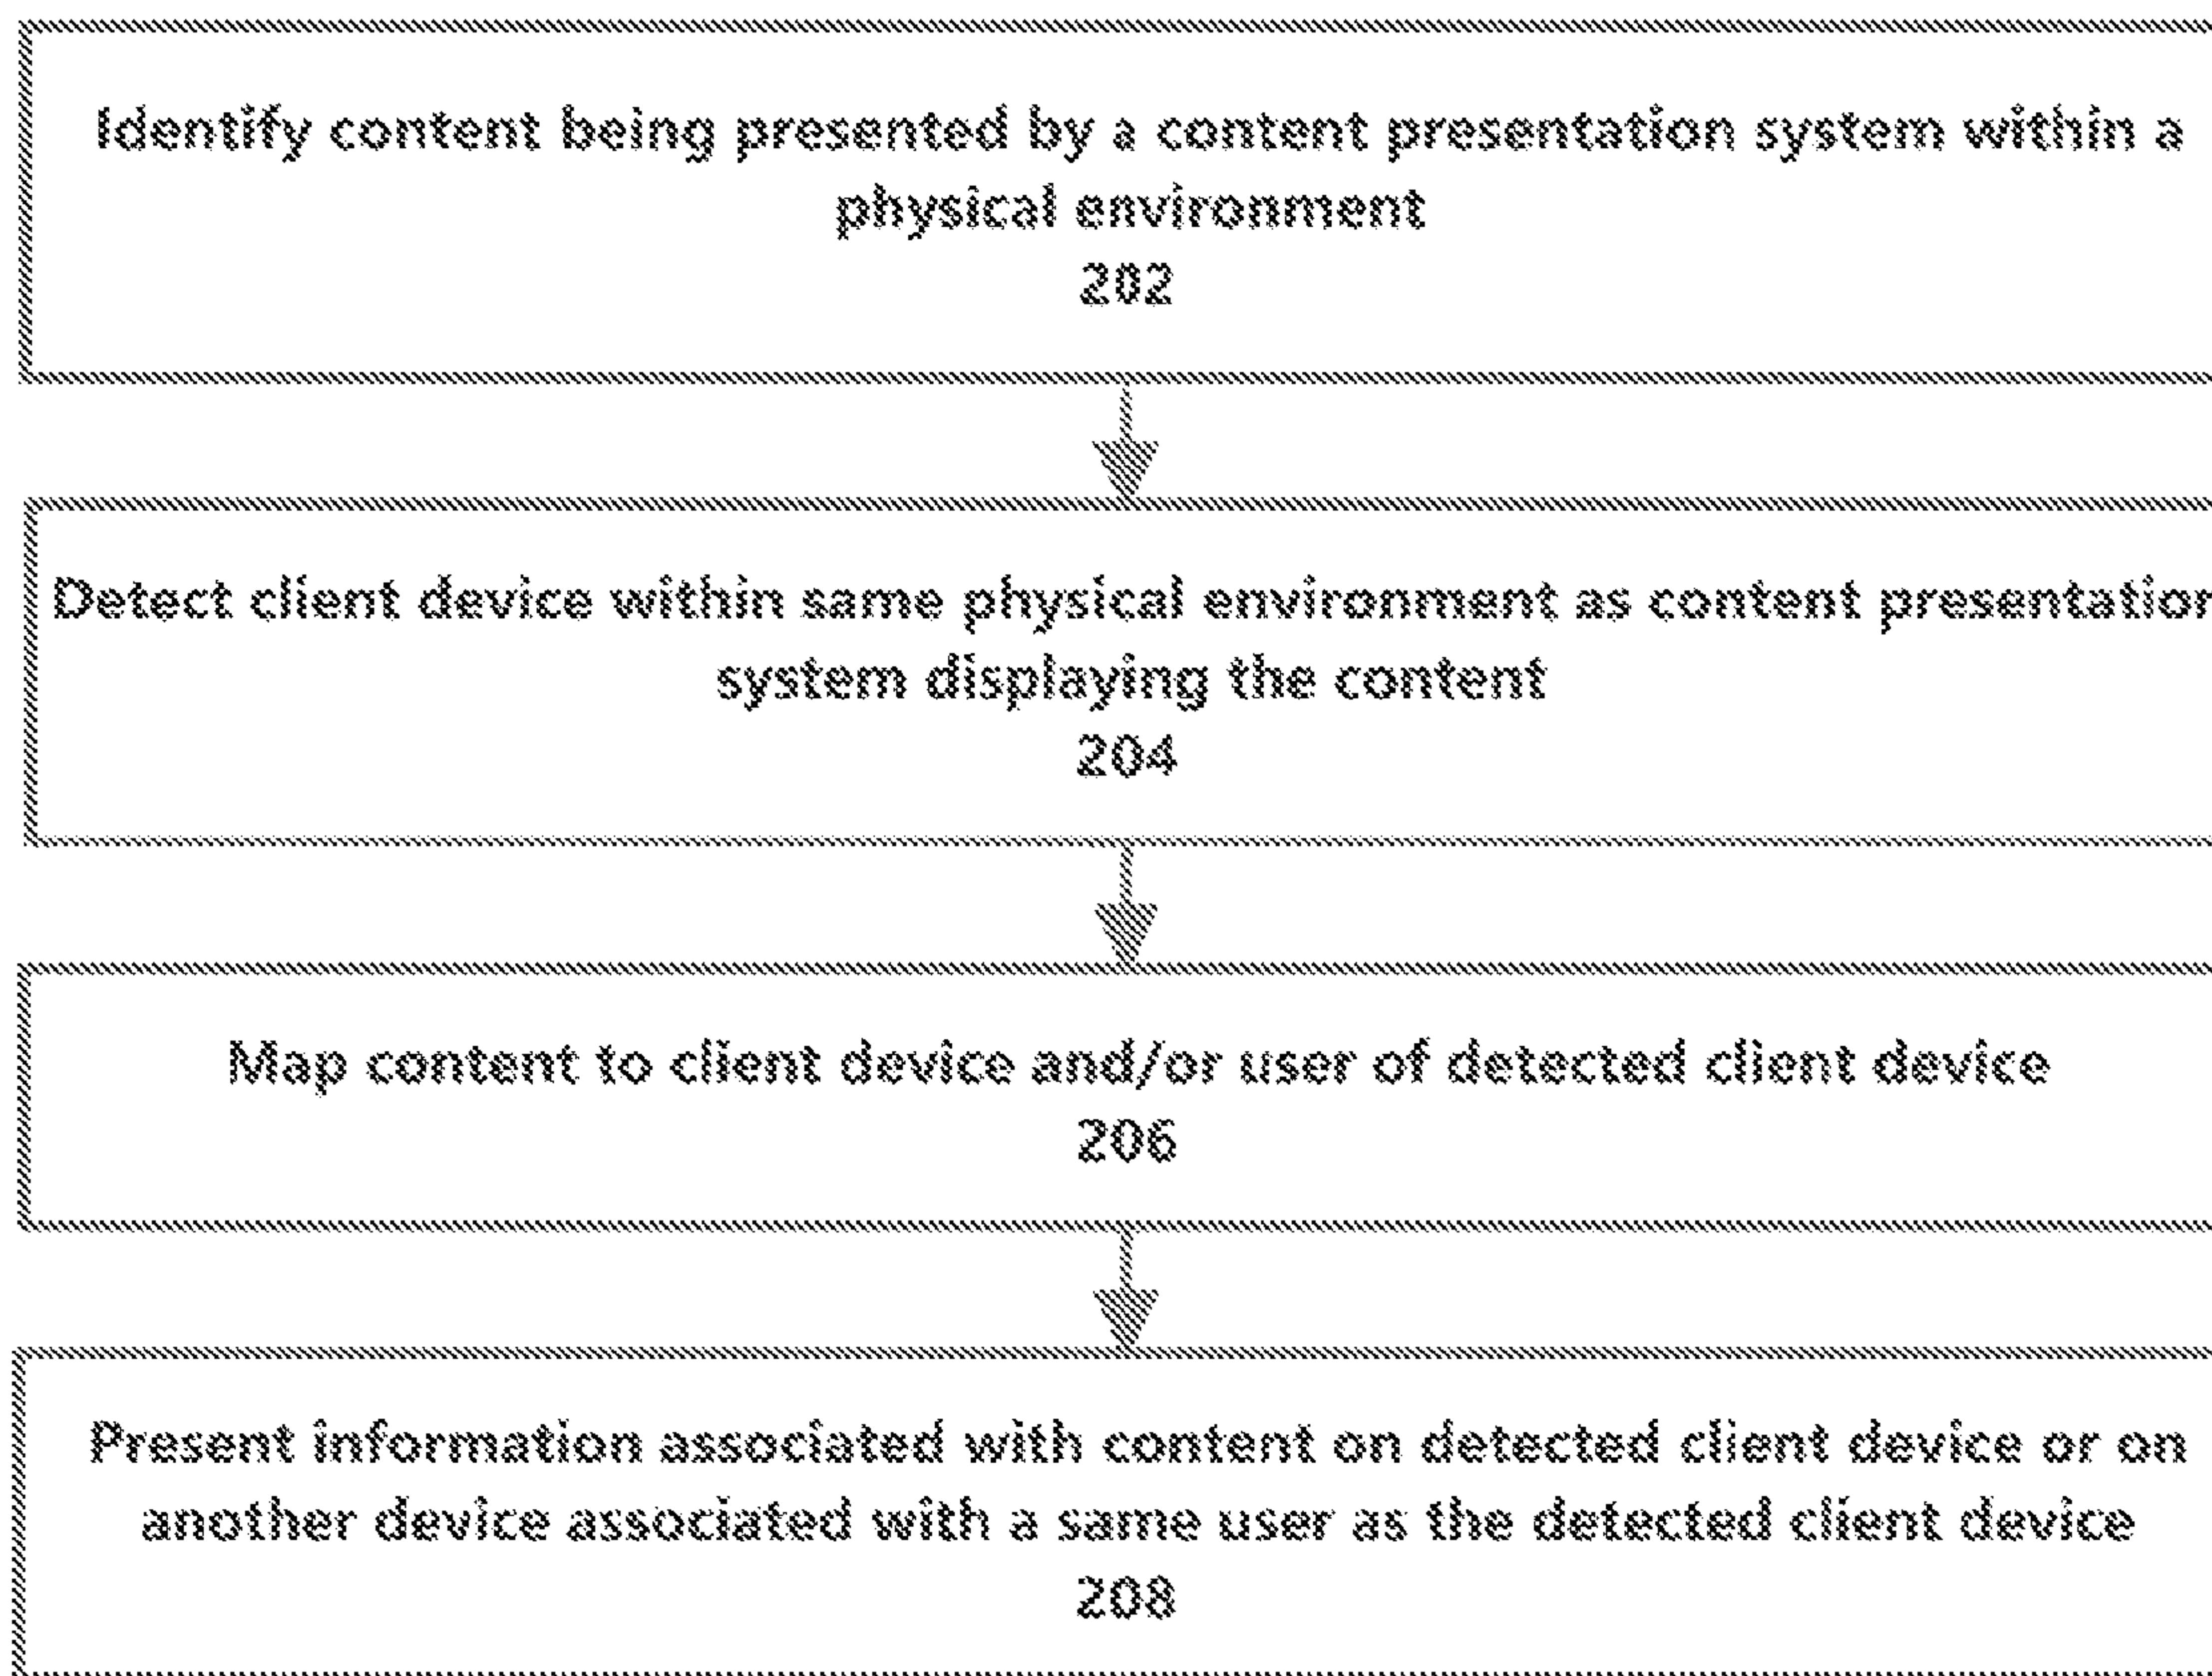 Identify content being presented by a content presentation system within a
physical environment
202
Detect client device within same physical environment as content presentation
system displaying the content
204
Map content to client device and/or user of detected client device
206
Present information associated with content on detected client device or on
another device associated with a same user as the detected client device
208